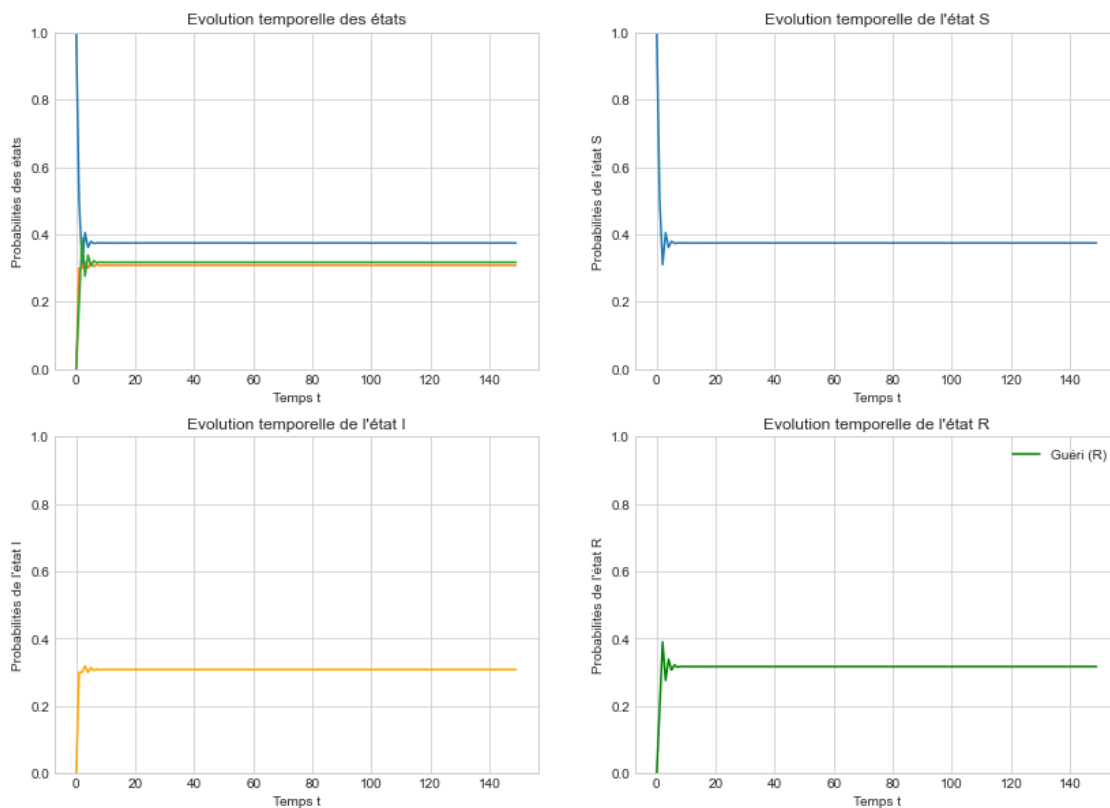 Evolution temporelle des états
1.0
0.8
0.6
0.4
0.2
0.0
Probabilités des états
0 20 40 60 80 100 120 140
Temps t
Evolution temporelle de l'état S
1.0
0.8
0.6
0.4
0.2
0.0
Probabilités de l'état S
0 20 40 60 80 100 120 140
Temps t
Evolution temporelle de l'état I
1.0
0.8
0.6
0.4
0.2
0.0
Probabilités de l'état I
0 20 40 60 80 100 120 140
Temps t
Evolution temporelle de l'état R
Guéri (R)
1.0
0.8
0.6
0.4
0.2
0.0
Probabilités de l'état R
0 20 40 60 80 100 120 140
Temps t